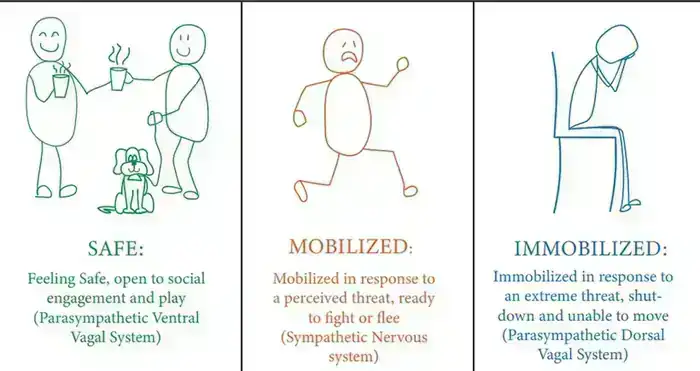 SAFE:
Feeling Safe, open to social
engagement and play
(Parasympathetic Ventral
Vagal System)
MOBILIZED:
Mobilized in response to
a perceived threat, ready
to fight or flee
(Sympathetic Nervous
system)
IMMOBILIZED:
Immobilized in response to
an extreme threat, shut-
down and unable to move
(Parasympathetic Dorsal
Vagal System)